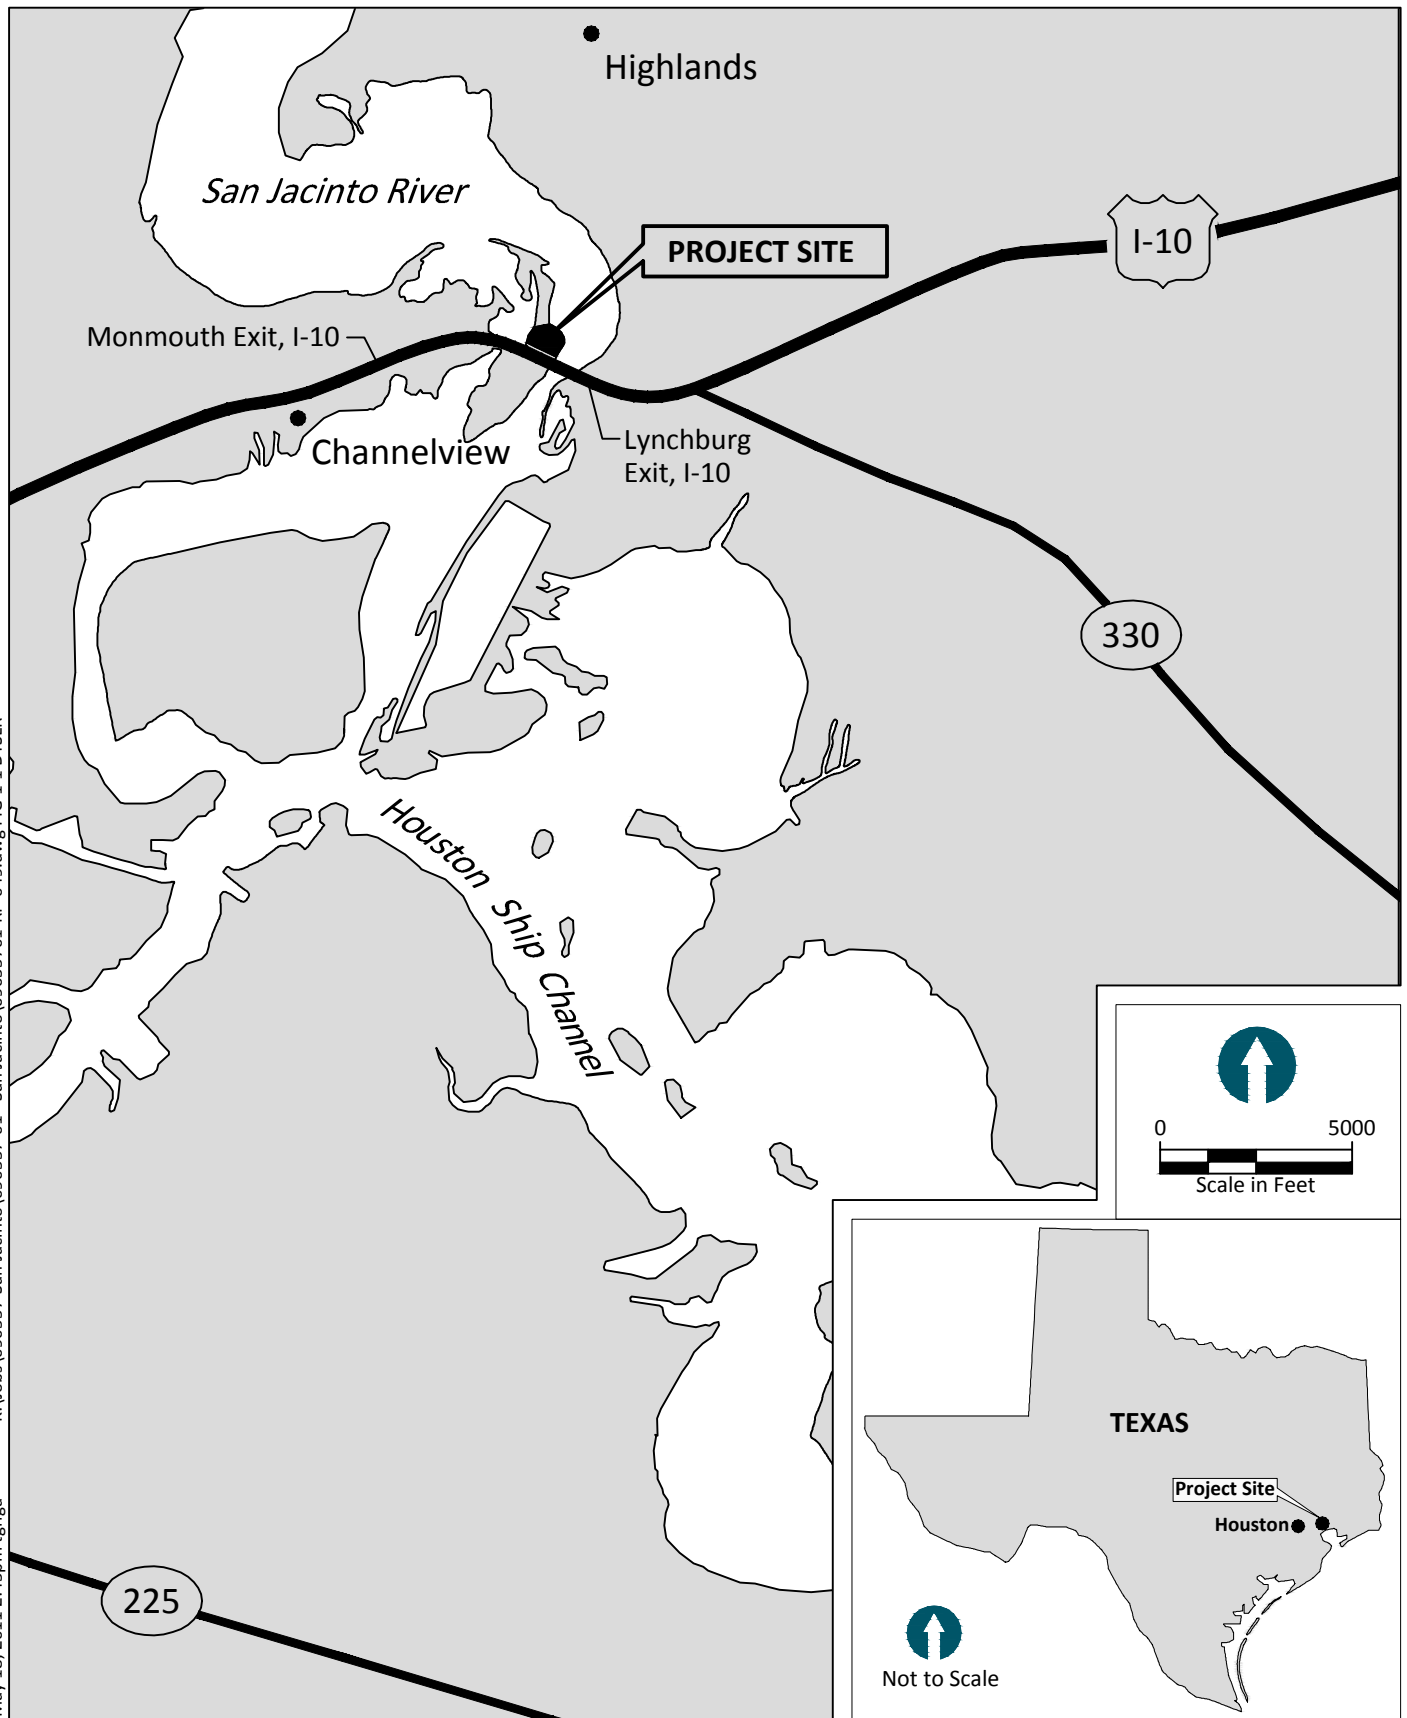 Highlands
San Jacinto River
PROJECT SITE
I-10
Monmouth Exit, I-10
Channelview
Lynchburg
Exit, I-10
330
Houston Ship Channel
0 5000
Scale in Feet
TEXAS
Project Site
Houston
225
Not to Scale